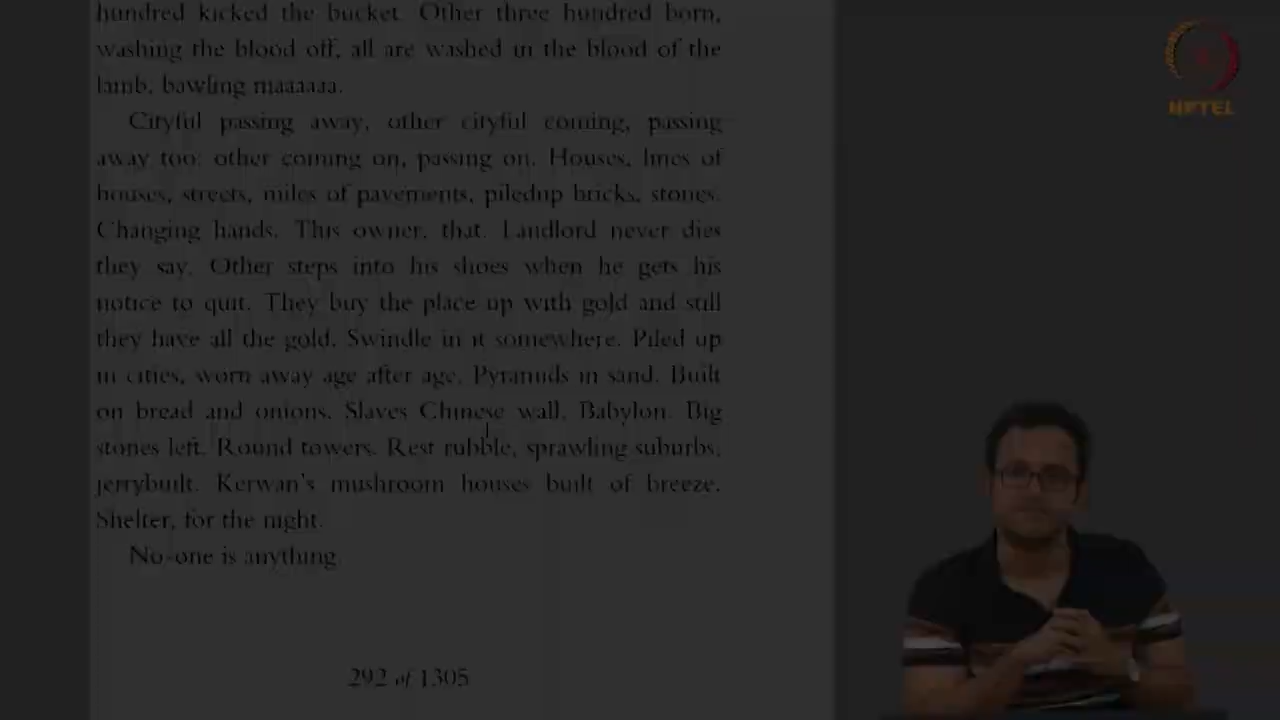 hundred kicked the bucket. Other three hundred born,
washing the blood off, all are washed in the blood of the
lamb, bawling maaaaaa.
Cityful passing away, other cityful coming, passing
away too: other coming on, passing on. Houses, lines of
houses, streets, miles of pavements, piledup bricks, stones.
Changing hands. This owner, that. Landlord never dies
they say. Other steps into his shoes when he gets his
notice to quit. They buy the place up with gold and still
they have all the gold. Swindle in it somewhere. Piled up
in cities, worn away age after age. Pyramids in sand. Built
on bread and onions. Slaves Chinese wall. Babylon. Big
stones left. Round towers. Rest rubble, sprawling suburbs,
jerrybuilt. Kerwan's mushroom houses built of breeze.
Shelter, for the night.
No-one is anything.
292 of 1305
NPTEL